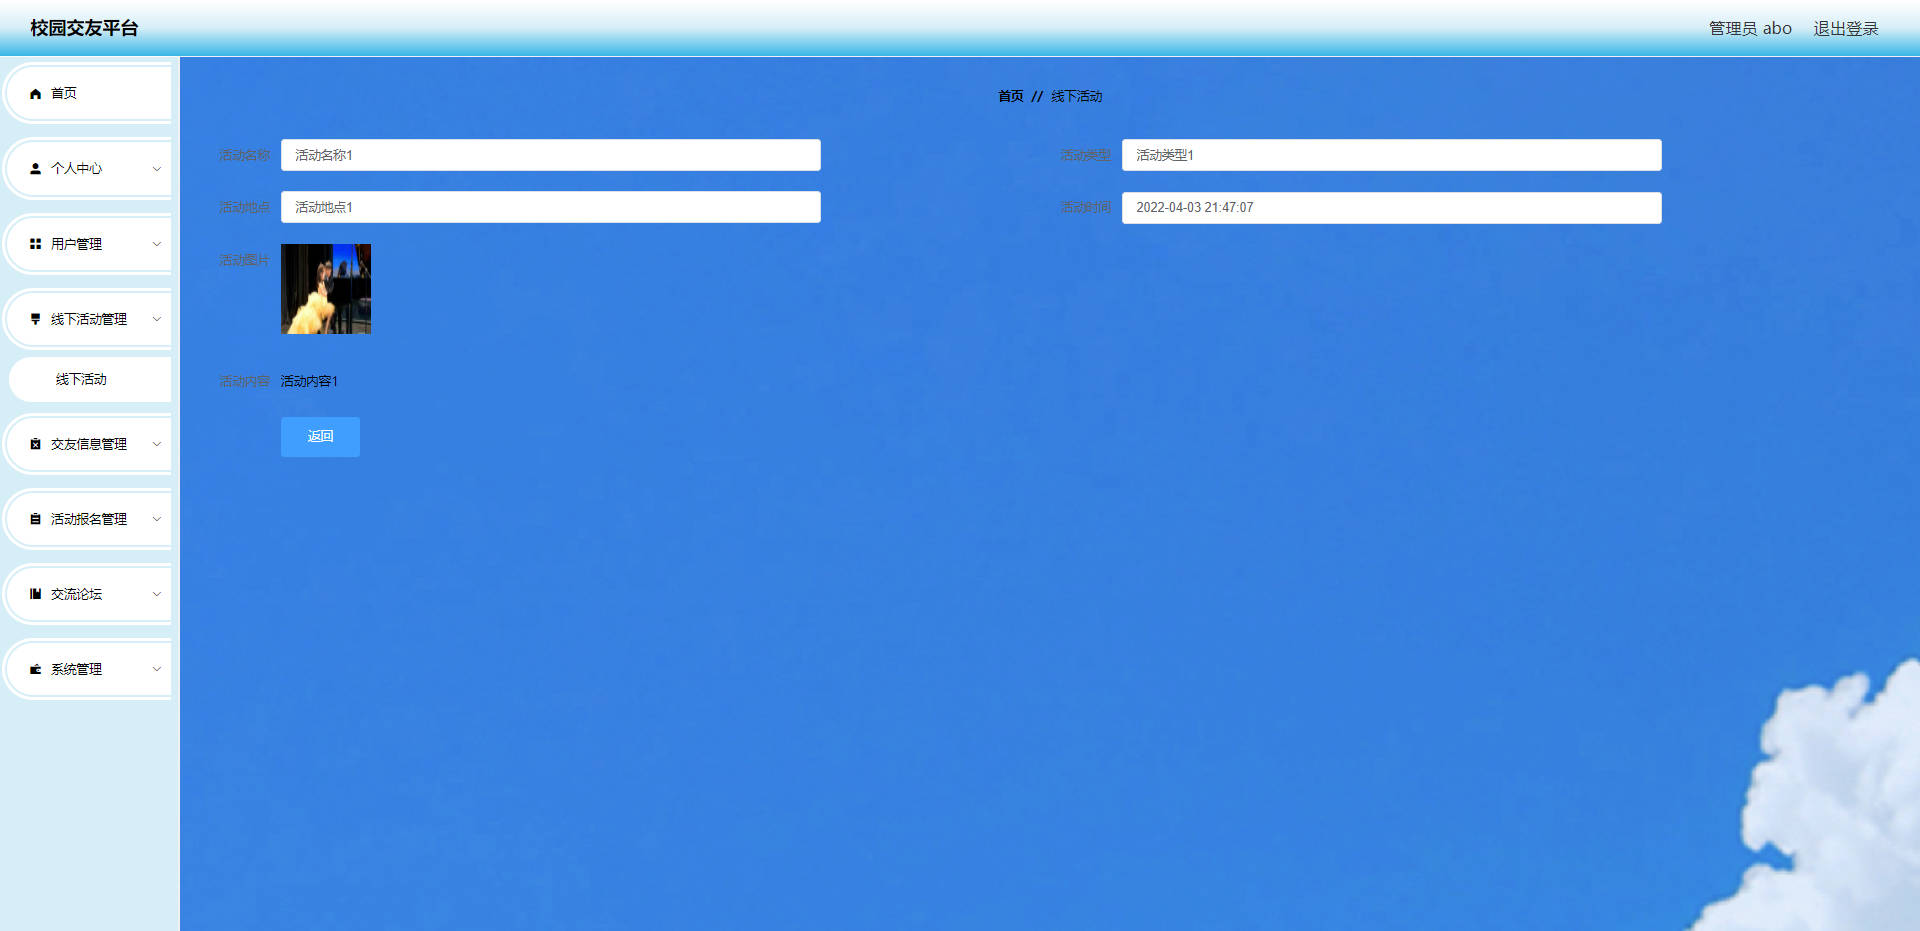 校园交友平台
管理员 abo 退出登录
首页
个人中心
用户管理
线下活动管理
线下活动
交友信息管理
活动报名管理
交流论坛
系统管理
首页 // 线下活动
活动名称 活动名称1
活动类型 活动类型1
活动地点 活动地点1
活动时间 2022-04-03 21:47:07
活动图片
活动内容 活动内容1
返回